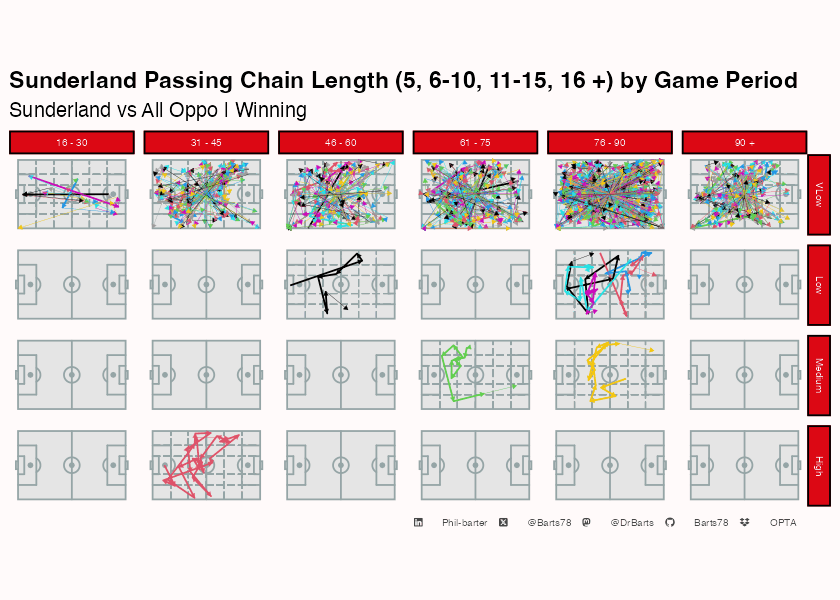 Sunderland Passing Chain Length (5, 6-10, 11-15, 16 +) by Game Period
Sunderland vs All Oppo I Winning
16 - 30 31 - 45 46 - 60 61 - 75 76 - 90 90 +
VLow
Low
Medium
High
Phil-barter @Barts78 @DrBarts Barts78 OPTA